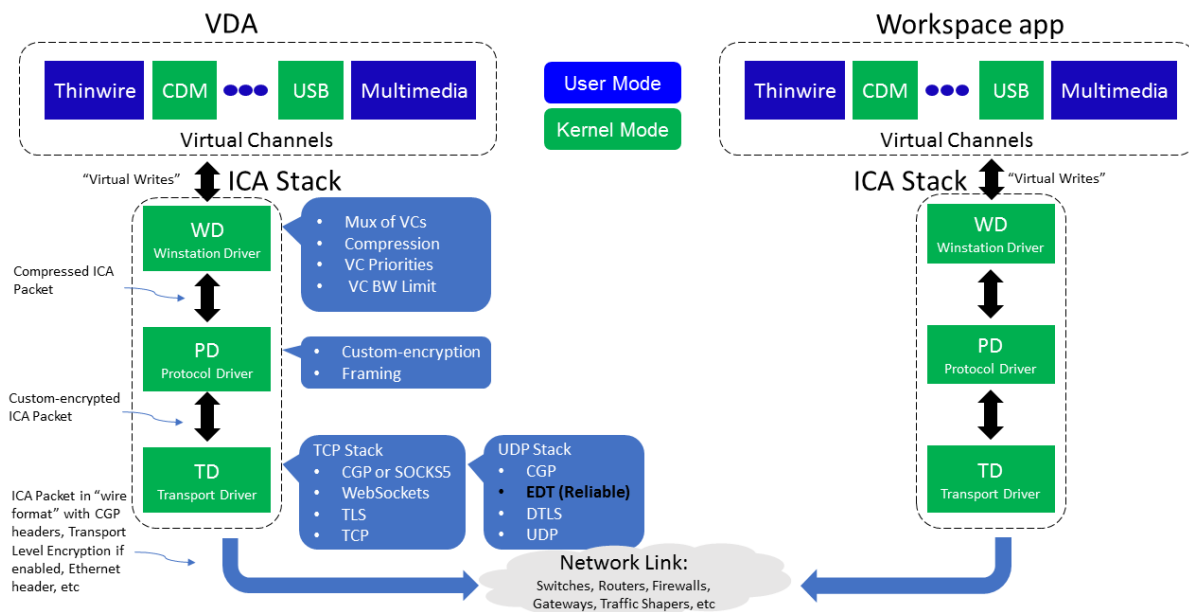 VDA
Thinwire
CDM
USB
Multimedia
Virtual Channels
User Mode
Kernel Mode
Workspace app
Thinwire
CDM
USB
Multimedia
Virtual Channels
“Virtual Writes”
ICA Stack
WD
Winstation Driver
• Mux of VCs
• Compression
• VC Priorities
• VC BW Limit
Compressed ICA
Packet
PD
Protocol Driver
• Custom-encryption
• Framing
Custom-encrypted
ICA Packet
TD
Transport Driver
TCP Stack
• CGP or SOCKS5
• WebSockets
• TLS
• TCP
UDP Stack
• CGP
• EDT (Reliable)
• DTLS
• UDP
ICA Packet in “wire
format” with CGP
headers, Transport
Level Encryption if
enabled, Ethernet
header, etc
ICA Stack
“Virtual Writes”
WD
Winstation Driver
PD
Protocol Driver
TD
Transport Driver
Network Link:
Switches, Routers, Firewalls,
Gateways, Traffic Shapers, etc